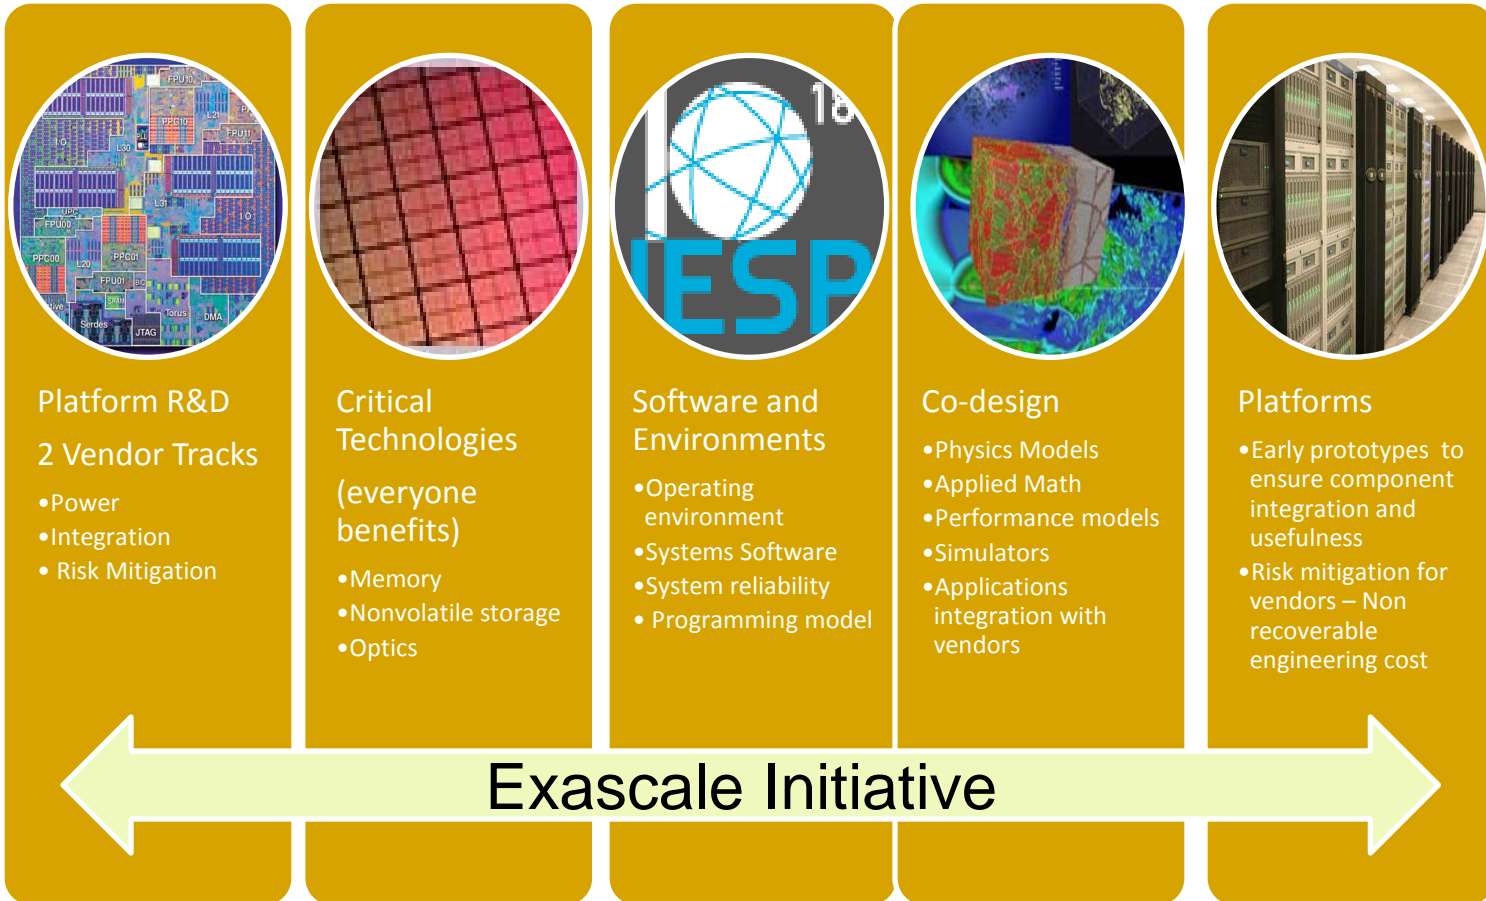 FPU10
PPC10
L21
FPU11
I O
PLL
L30
L31
I O
UPC
FPU00
PPC00
L20
PPC01
FPU01
BIC
SPAM
Torus
DMA
Serdes
JTAG
18
IESP
Platform R&D
2 Vendor Tracks
•Power
•Integration
• Risk Mitigation
Critical
Technologies
(everyone
benefits)
•Memory
•Nonvolatile storage
•Optics
Software and
Environments
•Operating
environment
•Systems Software
•System reliability
• Programming model
Co-design
•Physics Models
•Applied Math
•Performance models
•Simulators
•Applications
integration with
vendors
Platforms
•Early prototypes to
ensure component
integration and
usefulness
•Risk mitigation for
vendors – Non
recoverable
engineering cost
Exascale Initiative